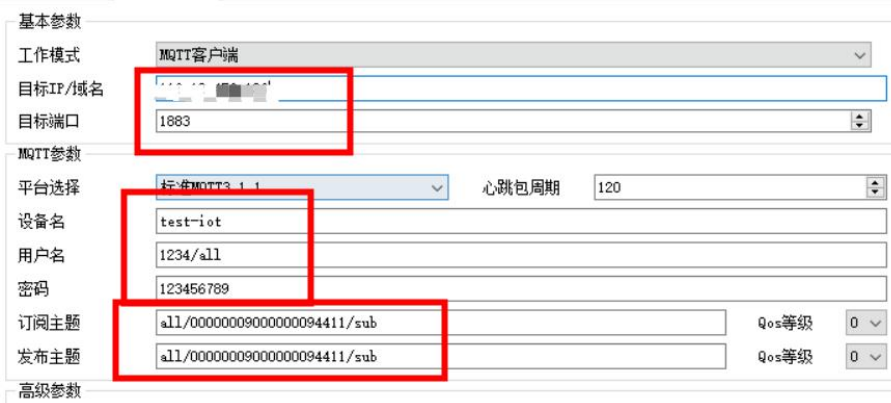 基本参数
工作模式 MQTT客户端
目标IP/域名
目标端口 1883
MQTT参数
平台选择 标准MQTT3.1.1 心跳包周期 120
设备名 test-iot
用户名 1234/all
密码 123456789
订阅主题 all/00000009000000094411/sub Qos等级 0
发布主题 all/00000009000000094411/sub Qos等级 0
高级参数